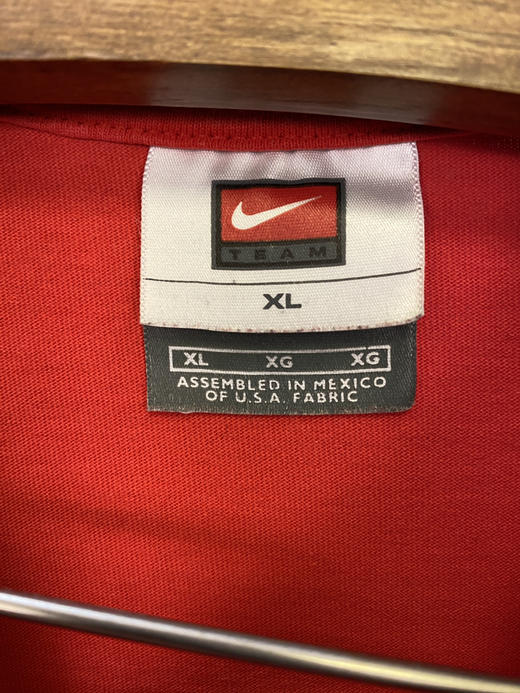 TEAM
XL
XL XG XG
ASSEMBLED IN MEXICO
OF U.S.A. FABRIC